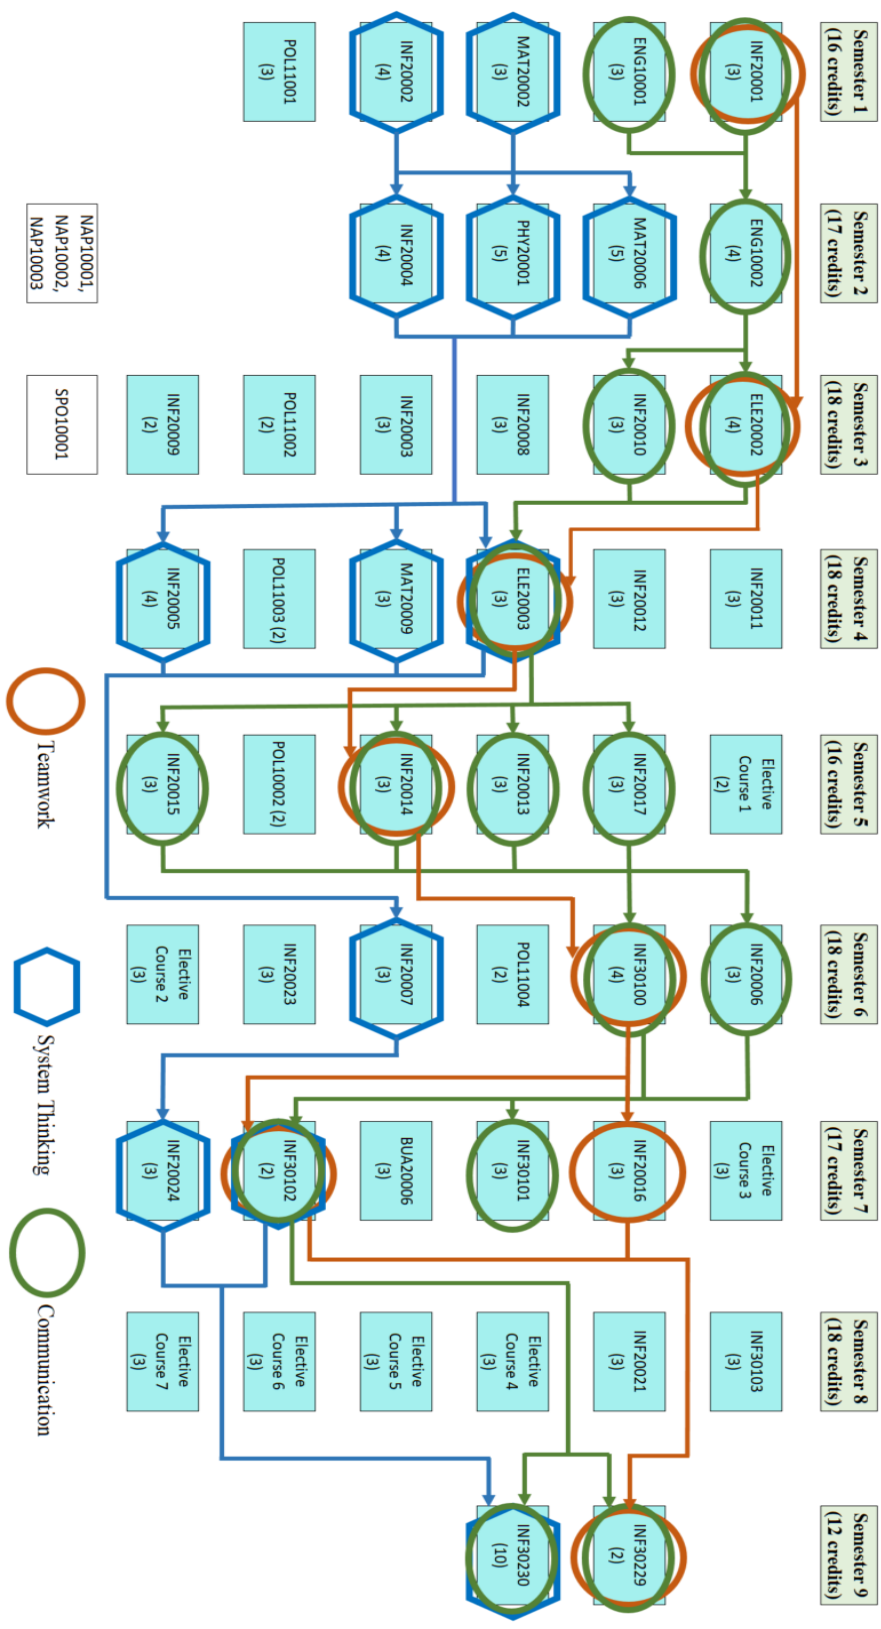 Semester 1
(16 credits)
INF20001
(3)
ENG10001
(3)
MAT20002
(3)
INF20002
(4)
POL11001
(3)
Semester 2
(17 credits)
ENG10002
(4)
MAT20006
(5)
PHY20001
(5)
INF20004
(4)
NAP10001,
NAP10002,
NAP10003
Semester 3
(18 credits)
ELE20002
(4)
INF20010
(3)
INF20008
(3)
INF20003
(3)
POL11002
(2)
INF20009
(2)
SPO10001
Semester 4
(18 credits)
INF20011
(3)
INF20012
(3)
ELE20003
(3)
MAT20009
(3)
POL11003 (2)
INF20005
(4)
Semester 5
(16 credits)
Elective
Course 1
(2)
INF20017
(3)
INF20013
(3)
INF20014
(3)
POL10002 (2)
INF20015
(3)
Semester 6
(18 credits)
INF20006
(3)
INF30100
(4)
POL11004
(2)
INF20007
(3)
INF20023
(3)
Elective
Course 2
(3)
Semester 7
(17 credits)
Elective
Course 3
(3)
INF20016
(3)
INF30101
(3)
BUA20006
(3)
INF30102
(2)
INF20024
(3)
Semester 8
(18 credits)
INF30103
(3)
INF20021
(3)
Elective
Course 4
(3)
Elective
Course 5
(3)
Elective
Course 6
(3)
Elective
Course 7
(3)
Semester 9
(12 credits)
INF30229
(2)
INF30230
(10)
Teamwork
System Thinking
Communication